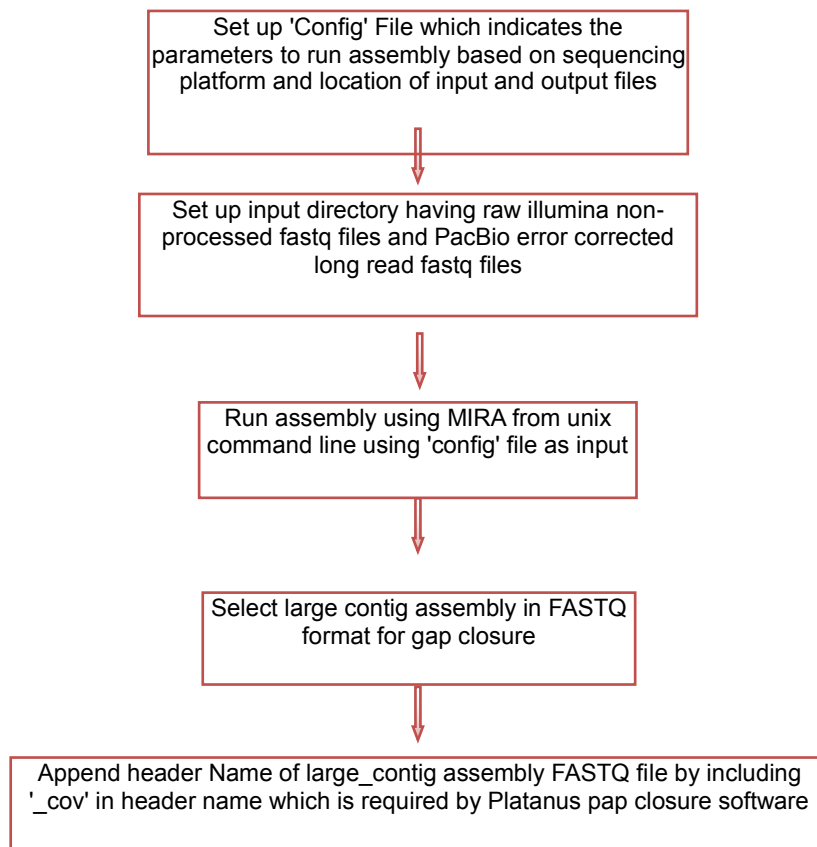 Set up 'Config' File which indicates the
parameters to run assembly based on sequencing
platform and location of input and output files
Set up input directory having raw illumina non-
processed fastq files and PacBio error corrected
long read fastq files
Run assembly using MIRA from unix
command line using 'config' file as input
Select large contig assembly in FASTQ
format for gap closure
Append header Name of large_contig assembly FASTQ file by including
'_cov' in header name which is required by Platanus pap closure software